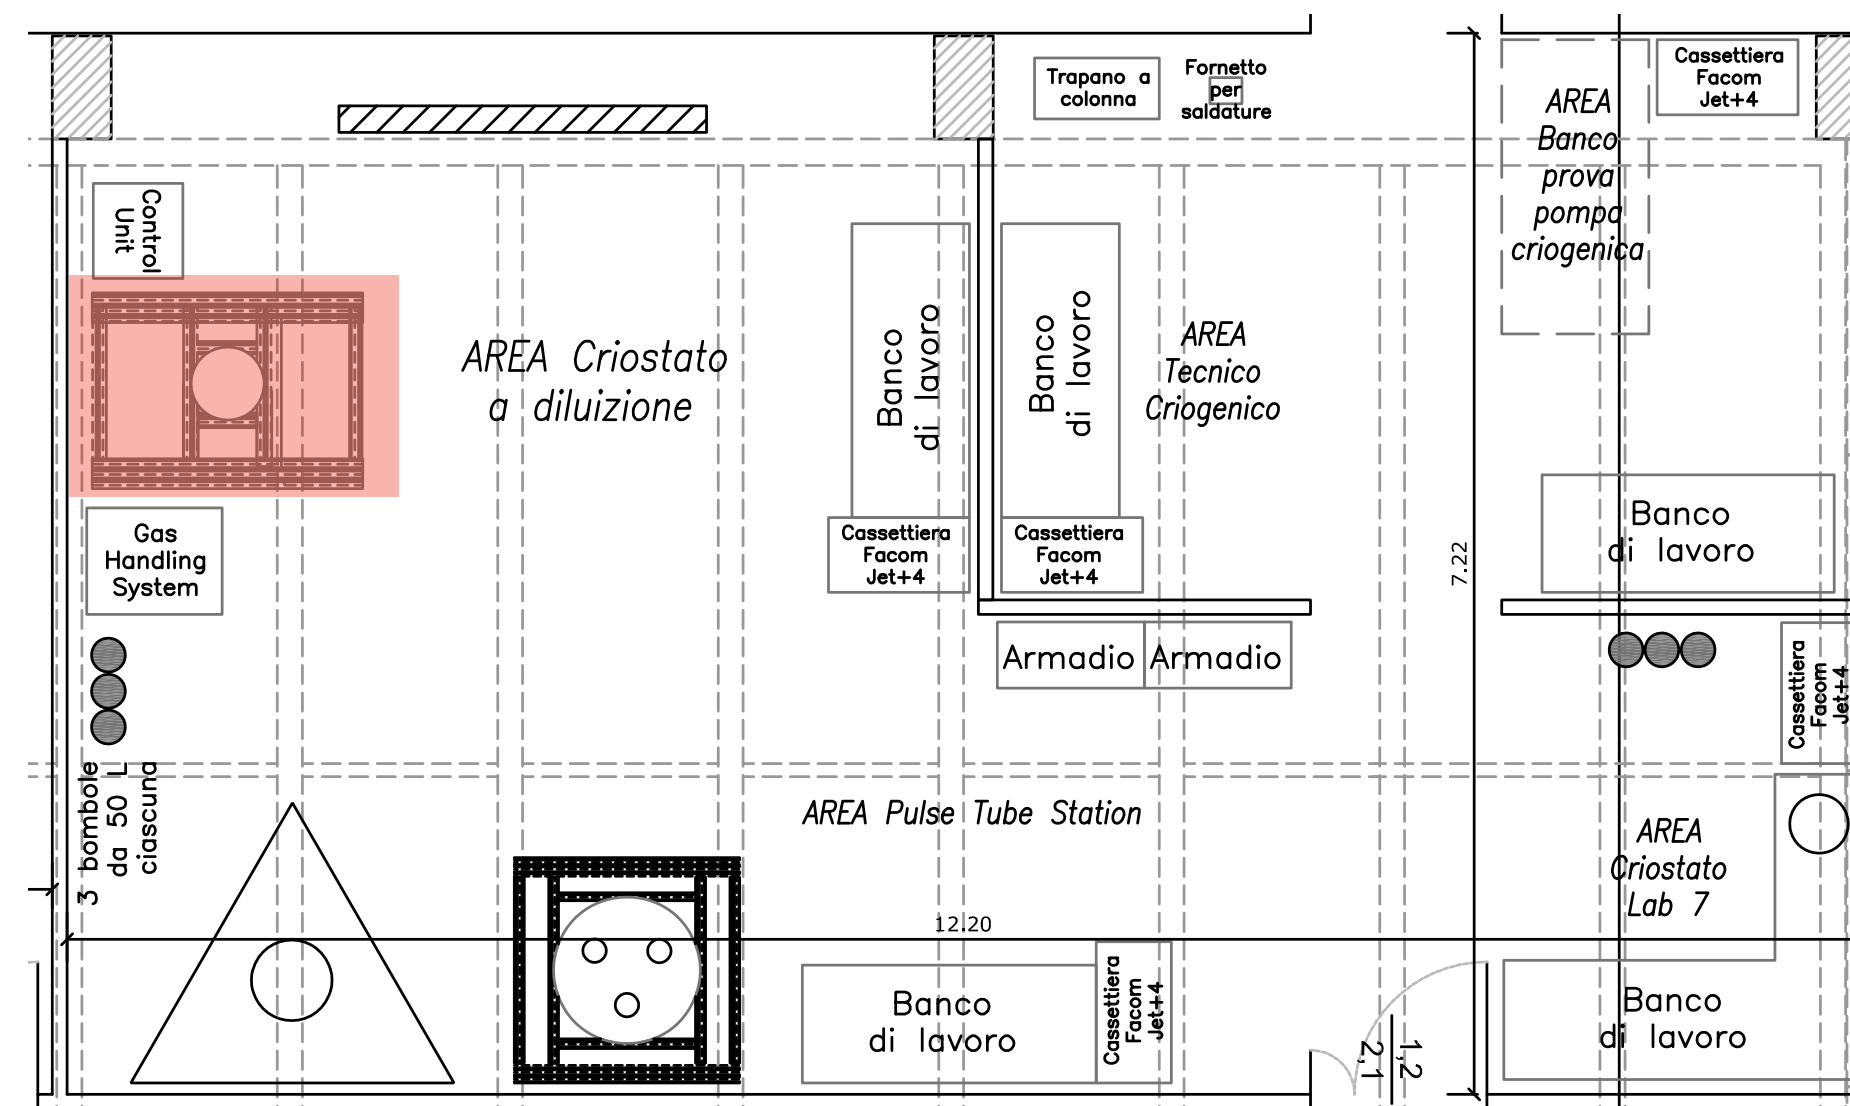 Trapano a
colonna
Fornetto
per
saldature
Cassettiera
Facom
Jet+4
AREA
Banco
prova
pompa
criogenica
Control
Unit
AREA Criostato
a diluizione
Banco
di lavoro
Banco
di lavoro
AREA
Tecnico
Criogenico
Gas
Handling
System
Cassettiera
Facom
Jet+4
Cassettiera
Facom
Jet+4
7.22
Banco
di lavoro
Armadio
Armadio
Cassettiera
Facom
Jet+4
3 bombole
da 50 L
ciascuna
AREA Pulse Tube Station
AREA
Criostato
Lab 7
12.20
Banco
di lavoro
Cassettiera
Facom
Jet+4
1,2
2,1
Banco
di lavoro